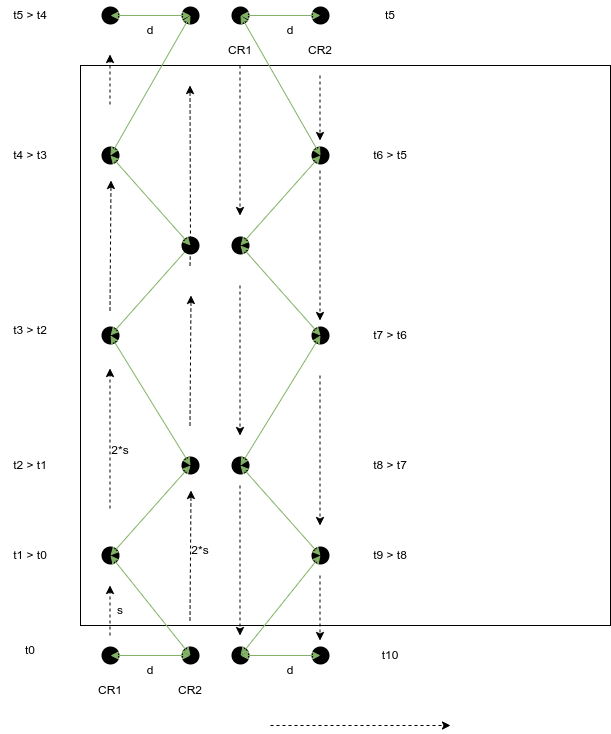 t5 > t4
d
d
t5
CR1
CR2
t4 > t3
t6 > t5
t3 > t2
t7 > t6
2*s
t2 > t1
t8 > t7
2*s
t1 > t0
t9 > t8
s
t0
d
d
t10
CR1
CR2